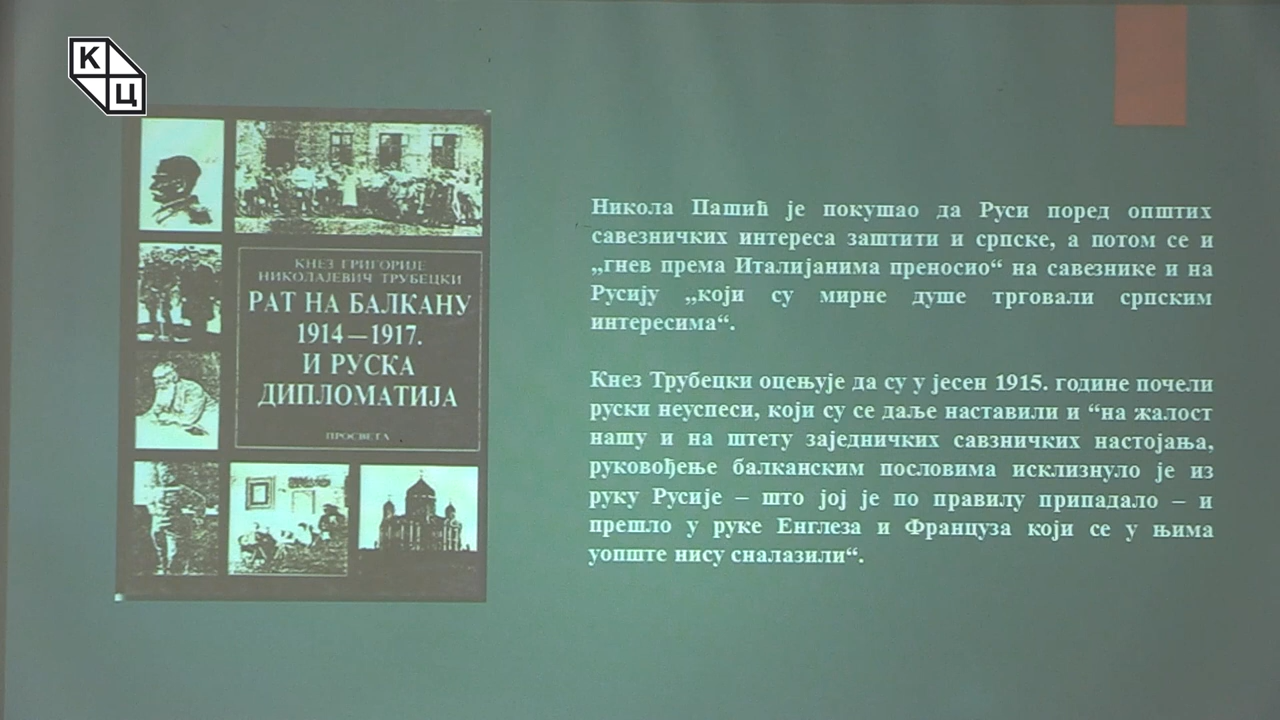 К
Ц
КНЕЗ ГРИГОРИЈЕ
НИКОЛАЈЕВИЧ ТРУБЕЦКИ
РАТ НА БАЛКАНУ
1914—1917.
И РУСКА
ДИПЛОМАТИЈА
ПРОСВЕТА
Никола Пашић је покушао да Руси поред општих
савезничких интереса заштити и српске, а потом се и
„гнев према Италијанима преносио“ на савезнике и на
Русију „који су мирне душе трговали српским
интересима“.
Кнез Трубецки оцењује да су у јесен 1915. године почели
руски неуспеси, који су се даље наставили и “на жалост
нашу и на штету заједничких савзничких настојања,
руковођење балканским пословима исклизнуло је из
руку Русије – што јој је по правилу припадало – и
прешло у руке Енглеза и Француза који се у њима
уопште нису сналазили“.